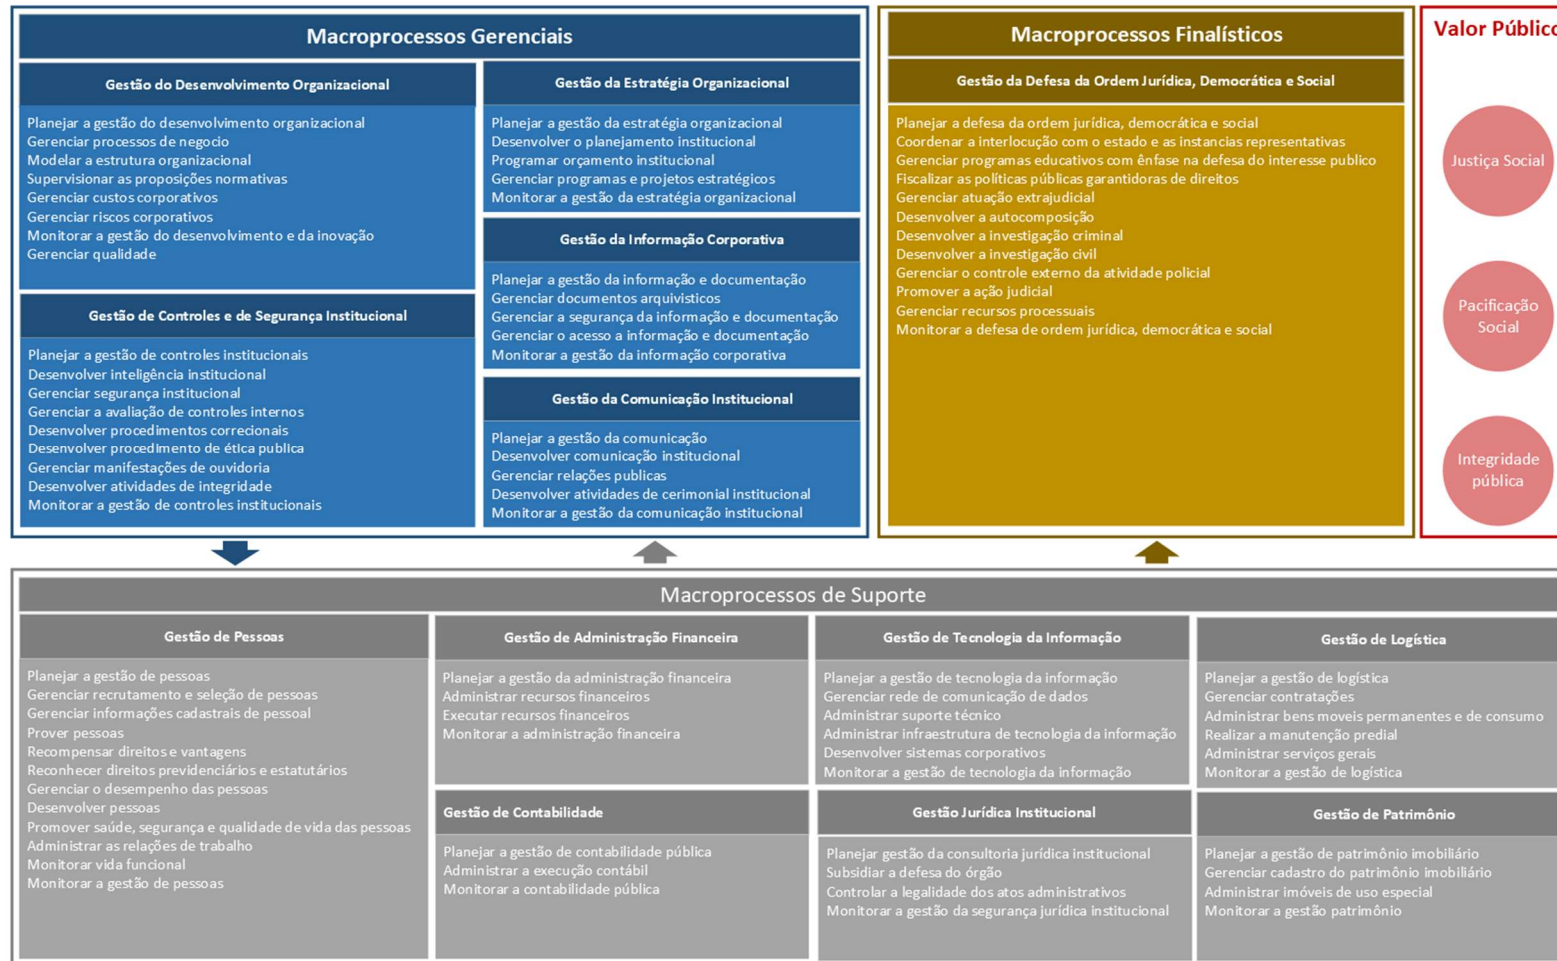 Macroprocessos Gerenciais
Gestão do Desenvolvimento Organizacional
Planejar a gestão do desenvolvimento organizacional
Gerenciar processos de negocio
Modelar a estrutura organizacional
Supervisionar as proposições normativas
Gerenciar custos corporativos
Gerenciar riscos corporativos
Monitorar a gestão do desenvolvimento e da inovação
Gerenciar qualidade
Gestão de Controles e de Segurança Institucional
Planejar a gestão de controles institucionais
Desenvolver inteligência institucional
Gerenciar segurança institucional
Gerenciar a avaliação de controles internos
Desenvolver procedimentos correcionais
Desenvolver procedimento de ética publica
Gerenciar manifestações de ouvidoria
Desenvolver atividades de integridade
Monitorar a gestão de controles institucionais
Gestão da Estratégia Organizacional
Planejar a gestão da estratégia organizacional
Desenvolver o planejamento institucional
Programar orçamento institucional
Gerenciar programas e projetos estratégicos
Monitorar a gestão da estratégia organizacional
Gestão da Informação Corporativa
Planejar a gestão da informação e documentação
Gerenciar documentos arquivisticos
Gerenciar a segurança da informação e documentação
Gerenciar o acesso a informação e documentação
Monitorar a gestão da informação corporativa
Gestão da Comunicação Institucional
Planejar a gestão da comunicação
Desenvolver comunicação institucional
Gerenciar relações publicas
Desenvolver atividades de cerimonial institucional
Monitorar a gestão da comunicação institucional
Macroprocessos Finalísticos
Gestão da Defesa da Ordem Jurídica, Democrática e Social
Planejar a defesa da ordem jurídica, democrática e social
Coordenar a interlocução com o estado e as instancias representativas
Gerenciar programas educativos com ênfase na defesa do interesse publico
Fiscalizar as políticas públicas garantidoras de direitos
Gerenciar atuação extrajudicial
Desenvolver a autocomposição
Desenvolver a investigação criminal
Desenvolver a investigação civil
Gerenciar o controle externo da atividade policial
Promover a ação judicial
Gerenciar recursos processuais
Monitorar a defesa de ordem jurídica, democrática e social
Valor Público
Justiça Social
Pacificação
Social
Integridade
pública
Macroprocessos de Suporte
Gestão de Pessoas
Planejar a gestão de pessoas
Gerenciar recrutamento e seleção de pessoas
Gerenciar informações cadastrais de pessoal
Prover pessoas
Recompensar direitos e vantagens
Reconhecer direitos previdenciários e estatutários
Gerenciar o desempenho das pessoas
Desenvolver pessoas
Promover saúde, segurança e qualidade de vida das pessoas
Administrar as relações de trabalho
Monitorar vida funcional
Monitorar a gestão de pessoas
Gestão de Administração Financeira
Planejar a gestão da administração financeira
Administrar recursos financeiros
Executar recursos financeiros
Monitorar a administração financeira
Gestão de Contabilidade
Planejar a gestão de contabilidade pública
Administrar a execução contábil
Monitorar a contabilidade pública
Gestão de Tecnologia da Informação
Planejar a gestão de tecnologia da informação
Gerenciar rede de comunicação de dados
Administrar suporte técnico
Administrar infraestrutura de tecnologia da informação
Desenvolver sistemas corporativos
Monitorar a gestão de tecnologia da informação
Gestão Jurídica Institucional
Planejar gestão da consultoria jurídica institucional
Subsidiar a defesa do órgão
Controlar a legalidade dos atos administrativos
Monitorar a gestão da segurança jurídica institucional
Gestão de Logística
Planejar a gestão de logística
Gerenciar contratações
Administrar bens moveis permanentes e de consumo
Realizar a manutenção predial
Administrar serviços gerais
Monitorar a gestão de logística
Gestão de Patrimônio
Planejar a gestão de patrimônio imobiliário
Gerenciar cadastro do patrimônio imobiliário
Administrar imóveis de uso especial
Monitorar a gestão patrimônio